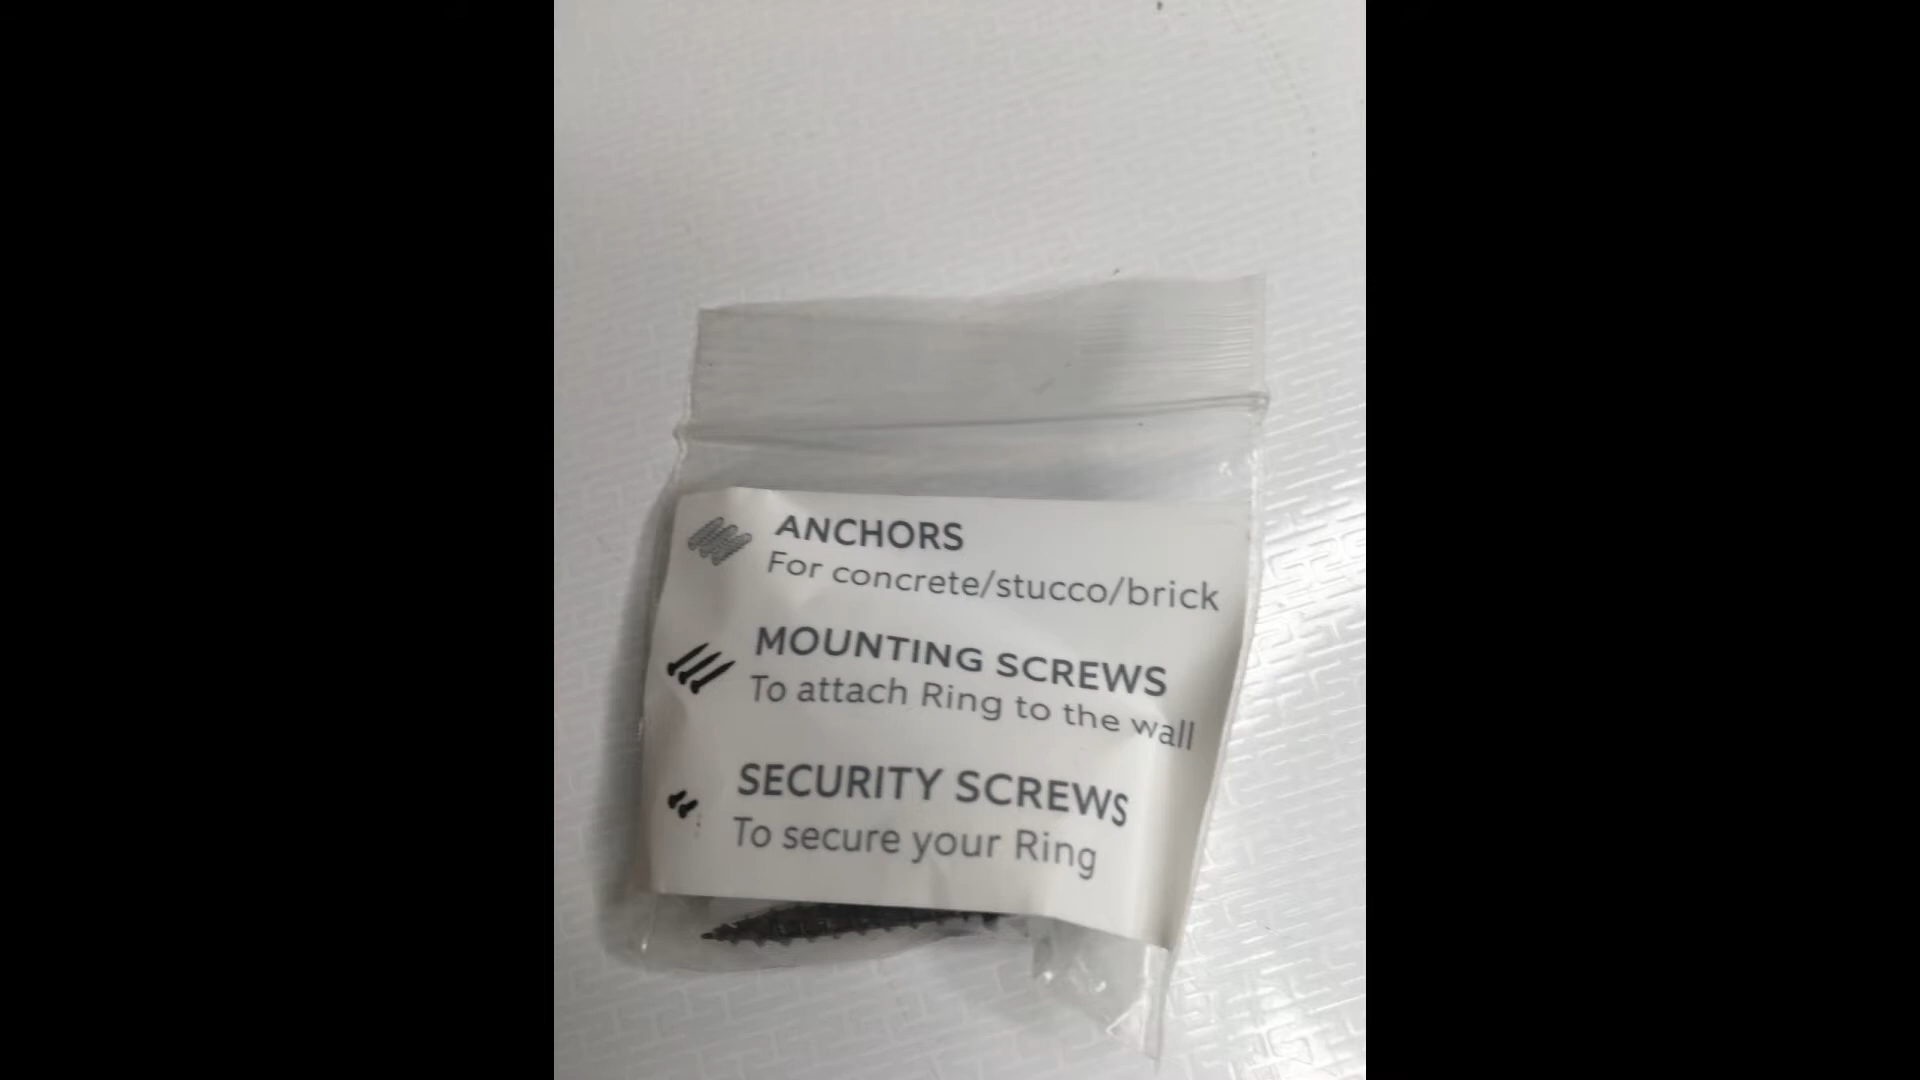 ANCHORS
For concrete/stucco/brick
MOUNTING SCREWS
To attach Ring to the wall
SECURITY SCREWS
To secure your Ring